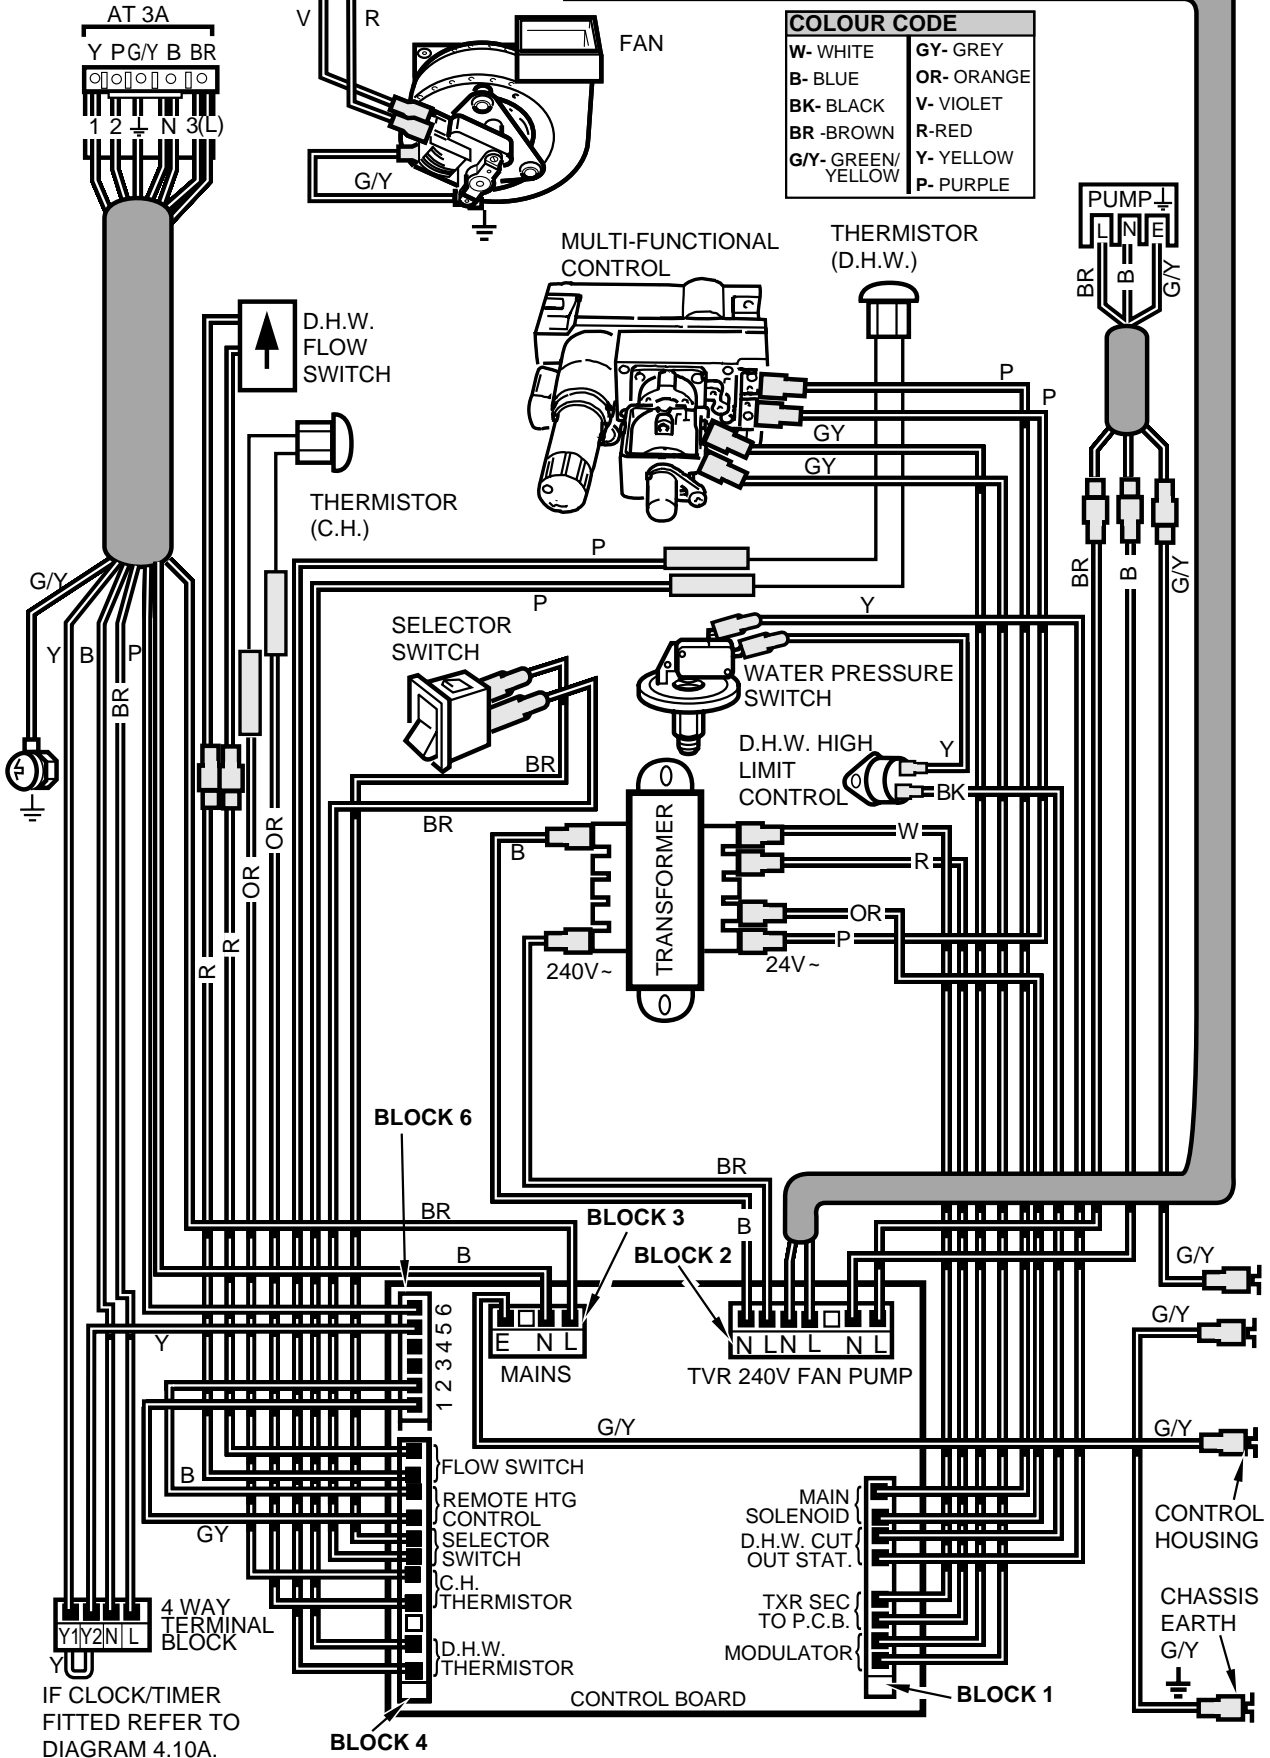 AT 3A
Y P G/Y B BR
1 2 N 3(L)
V R
FAN
G/Y
COLOUR CODE
W- WHITE
B- BLUE
BK- BLACK
BR -BROWN
G/Y- GREEN/
YELLOW
GY- GREY
OR- ORANGE
V- VIOLET
R-RED
Y- YELLOW
P- PURPLE
PUMP
L N E
BR B G/Y
MULTI-FUNCTIONAL
CONTROL
THERMISTOR
(D.H.W.)
D.H.W.
FLOW
SWITCH
P
P
GY
GY
THERMISTOR
(C.H.)
P
P
BR B G/Y
G/Y
Y B P
BR
SELECTOR
SWITCH
Y
WATER PRESSURE
SWITCH
D.H.W. HIGH
LIMIT
CONTROL
Y
BK
BR
BR
B
TRANSFORMER
W
R
OR
P
240V~
24V~
OR
OR
R
R
BLOCK 6
BR
BR
B
B
BLOCK 3
BLOCK 2
G/Y
G/Y
1 2 3 4 5 6
E N L
MAINS
N L N L N L
TVR 240V FAN PUMP
Y
G/Y
G/Y
FLOW SWITCH
B
REMOTE HTG
CONTROL
GY
SELECTOR
SWITCH
C.H.
THERMISTOR
D.H.W.
THERMISTOR
MAIN
SOLENOID
D.H.W. CUT
OUT STAT.
TXR SEC
TO P.C.B.
MODULATOR
CONTROL
HOUSING
CHASSIS
EARTH
G/Y
4 WAY
TERMINAL
BLOCK
Y1 Y2 N L
Y
IF CLOCK/TIMER
FITTED REFER TO
DIAGRAM 4.10A.
CONTROL BOARD
BLOCK 1
BLOCK 4